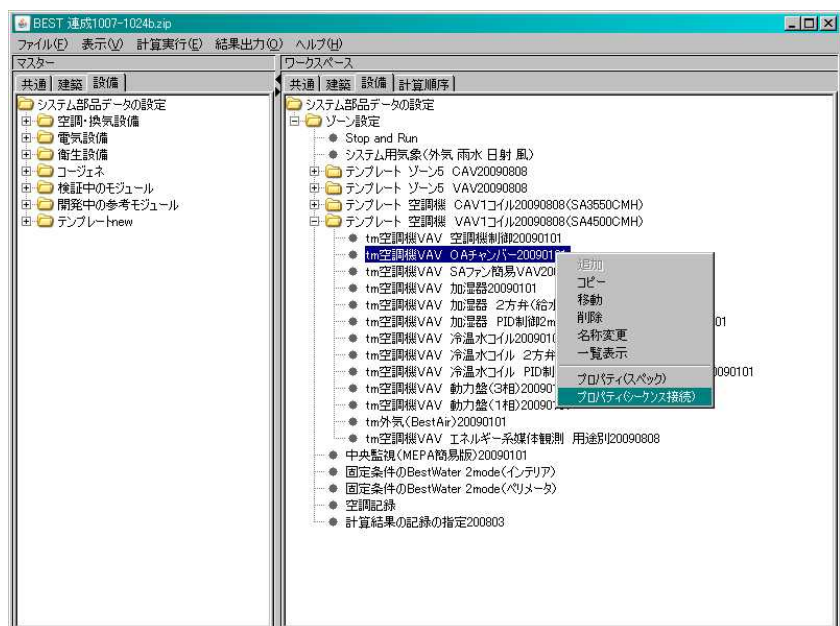 BEST 連成1007-1024b.zip
ファイル(F) 表示(V) 計算実行(E) 結果出力(O) ヘルプ(H)
マスター
共通 建築 設備
システム部品データの設定
空調・換気設備
電気設備
衛生設備
コージェネ
検証中のモジュール
開発中の参考モジュール
テンプレートnew
ワークスペース
共通 建築 設備 計算順序
システム部品データの設定
ゾーン設定
Stop and Run
システム用気象(外気 雨水 日射 風)
テンプレート ゾーン5 CAV20090808
テンプレート ゾーン5 VAV20090808
テンプレート 空調機 CAV1コイル20090808(SA3550CMH)
テンプレート 空調機 VAV1コイル20090808(SA4500CMH)
tm空調機VAV 空調機制御20090101
tm空調機VAV OAチャンバー20090101
tm空調機VAV SAファン簡易VAV20
tm空調機VAV 加湿器20090101
tm空調機VAV 加湿器 2方弁(給水
tm空調機VAV 加湿器 PID制御2m 01
tm空調機VAV 冷温水コイル2009010
tm空調機VAV 冷温水コイル 2方弁
tm空調機VAV 冷温水コイル PID制 0090101
tm空調機VAV 動力盤(3相)20090
tm空調機VAV 動力盤(1相)20090
tm外気(BestAir)20090101
tm空調機VAV エネルギー系媒体観測 用途別20090808
中央監視(MEPA簡易版)20090101
固定条件のBestWater 2mode(インテリア)
固定条件のBestWater 2mode(ペリメータ)
空調記録
計算結果の記録の指定200803
追加
コピー
移動
削除
名称変更
一覧表示
プロパティ(スペック)
プロパティ(シーケンス接続)